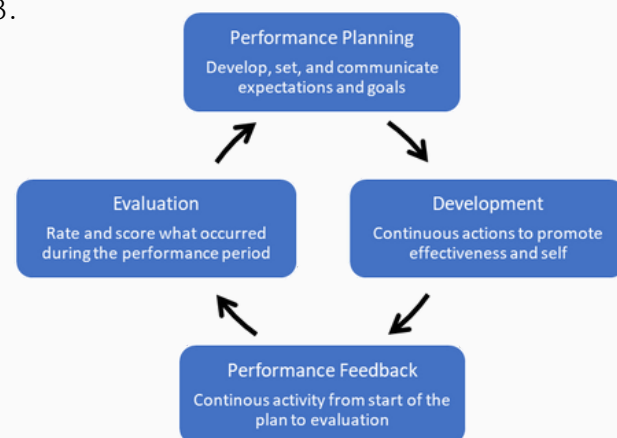 3.
Performance Planning
Develop, set, and communicate
expectations and goals
Evaluation
Rate and score what occurred
during the performance period
Development
Continuous actions to promote
effectiveness and self
Performance Feedback
Continous activity from start of the
plan to evaluation